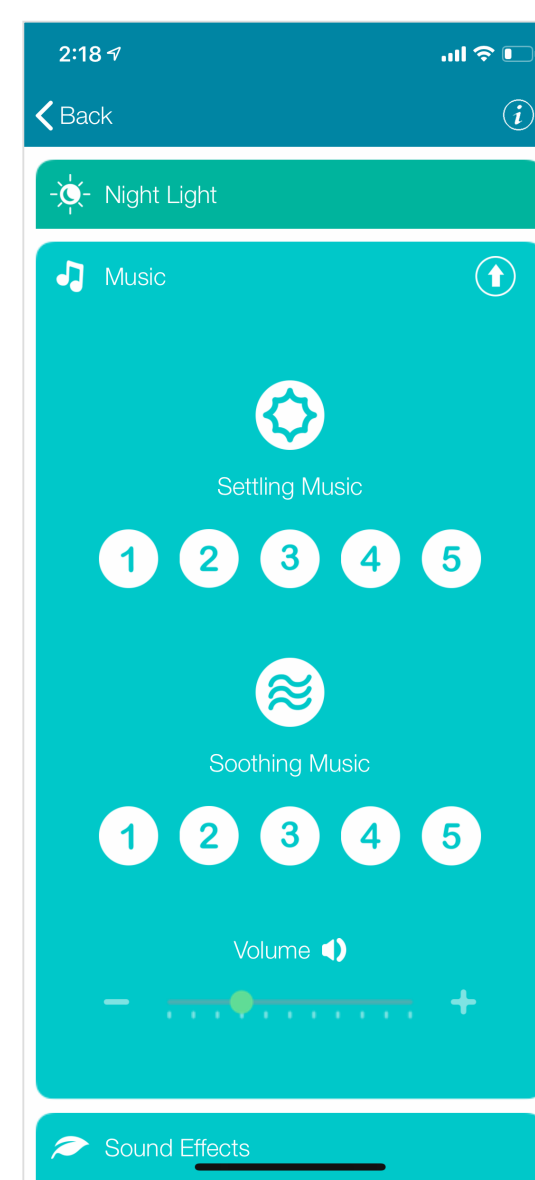 2:18
Back
i
Night Light
Music
Settling Music
1 2 3 4 5
Soothing Music
1 2 3 4 5
Volume
Sound Effects